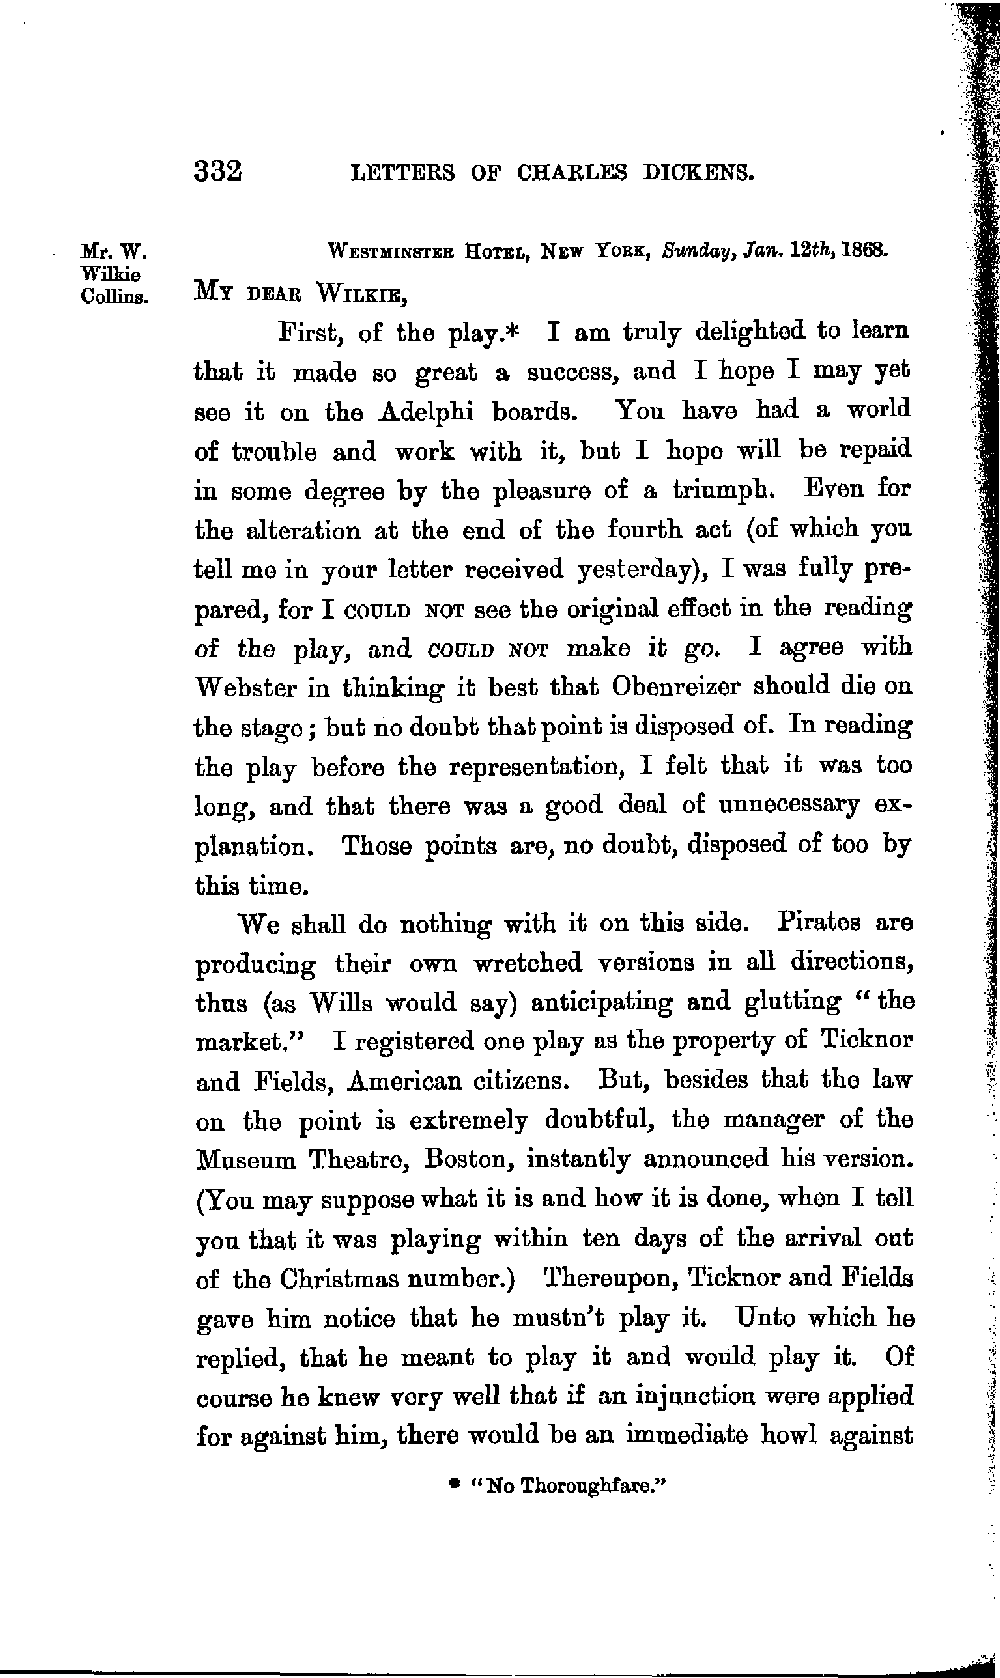 332 LETTERS OF CHARLES DICKENS.
Mr. W.
Wilkie
Collins.
WESTMINSTER HOTEL, NEW YORK, Sunday, Jan. 12th, 1868.
MY DEAR WILKIE,
First, of the play.* I am truly delighted to learn
that it made so great a success, and I hope I may yet
see it on the Adelphi boards. You have had a world
of trouble and work with it, but I hope will be repaid
in some degree by the pleasure of a triumph. Even for
the alteration at the end of the fourth act (of which you
tell me in your letter received yesterday), I was fully pre-
pared, for I COULD NOT see the original effect in the reading
of the play, and COULD NOT make it go. I agree with
Webster in thinking it best that Obenreizer should die on
the stage; but no doubt that point is disposed of. In reading
the play before the representation, I felt that it was too
long, and that there was a good deal of unnecessary ex-
planation. Those points are, no doubt, disposed of too by
this time.
We shall do nothing with it on this side. Pirates are
producing their own wretched versions in all directions,
thus (as Wills would say) anticipating and glutting "the
market." I registered one play as the property of Ticknor
and Fields, American citizens. But, besides that the law
on the point is extremely doubtful, the manager of the
Museum Theatre, Boston, instantly announced his version.
(You may suppose what it is and how it is done, when I tell
you that it was playing within ten days of the arrival out
of the Christmas number.) Thereupon, Ticknor and Fields
gave him notice that he mustn't play it. Unto which he
replied, that he meant to play it and would play it. Of
course he knew very well that if an injunction were applied
for against him, there would be an immediate howl against
* "No Thoroughfare."